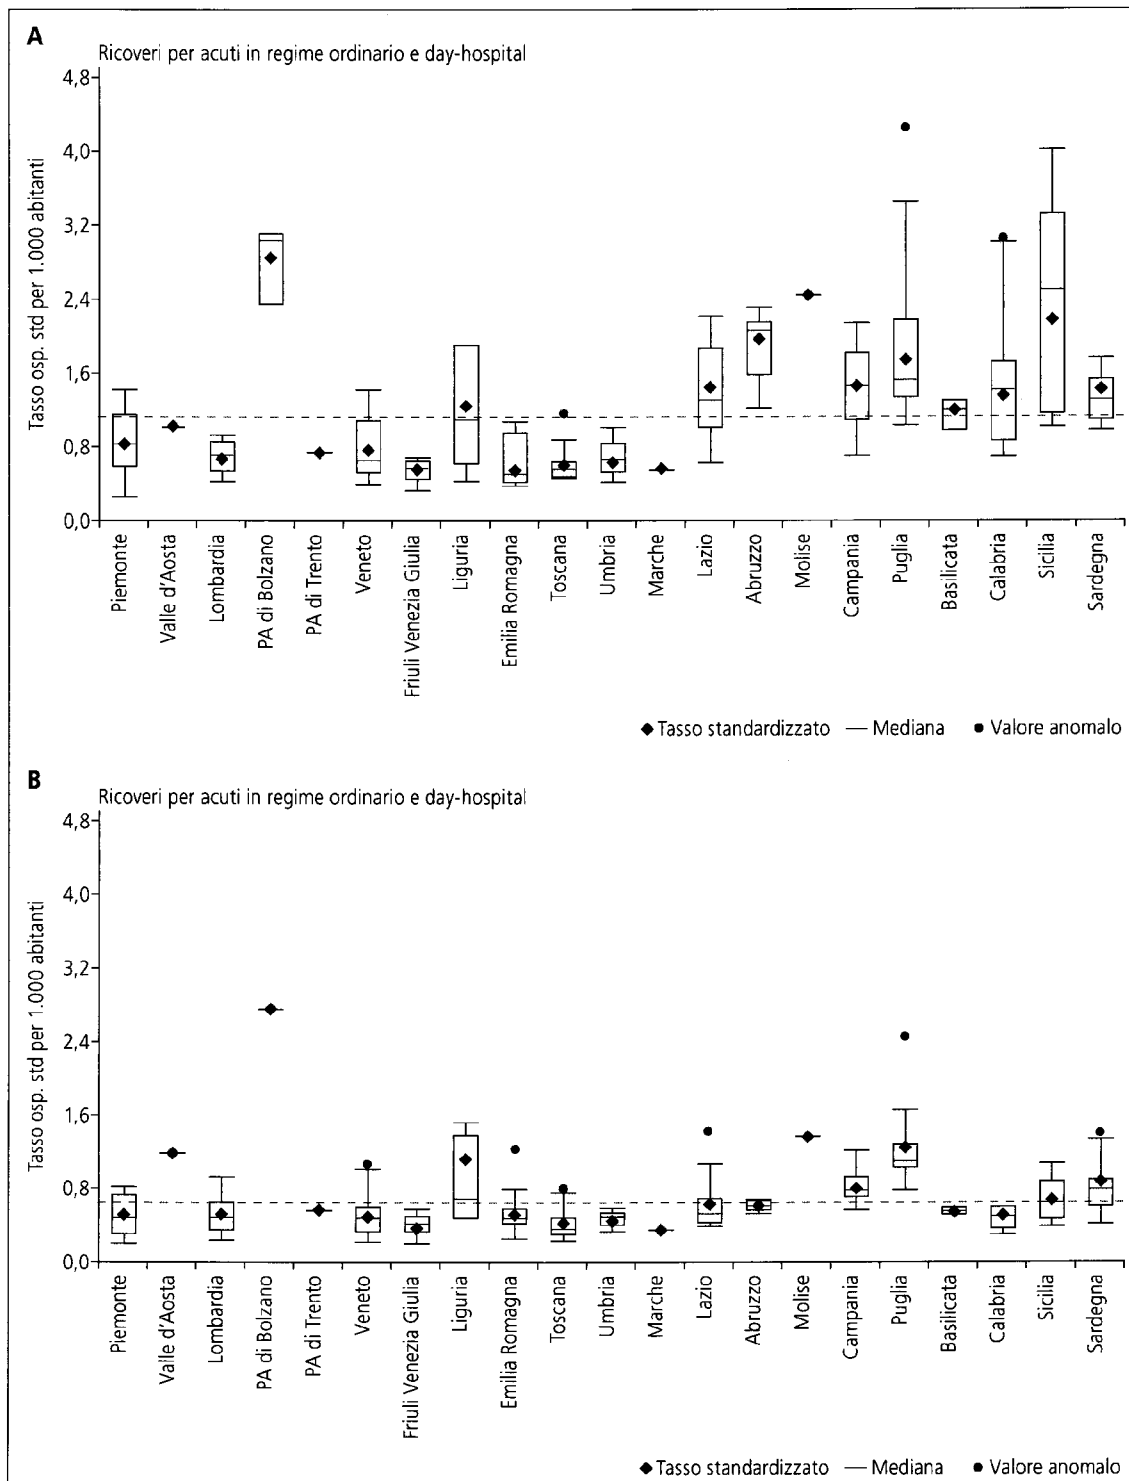 A
Ricoveri per acuti in regime ordinario e day-hospital
Tasso osp. std per 1.000 abitanti
4,8
4,0
3,2
2,4
1,6
0,8
0,0
Piemonte
Valle d'Aosta
Lombardia
PA di Bolzano
PA di Trento
Veneto
Friuli Venezia Giulia
Liguria
Emilia Romagna
Toscana
Umbria
Marche
Lazio
Abruzzo
Molise
Campania
Puglia
Basilicata
Calabria
Sicilia
Sardegna
Tasso standardizzato — Mediana • Valore anomalo
B
Ricoveri per acuti in regime ordinario e day-hospital
Tasso osp. std per 1.000 abitanti
4,8
4,0
3,2
2,4
1,6
0,8
0,0
Piemonte
Valle d'Aosta
Lombardia
PA di Bolzano
PA di Trento
Veneto
Friuli Venezia Giulia
Liguria
Emilia Romagna
Toscana
Umbria
Marche
Lazio
Abruzzo
Molise
Campania
Puglia
Basilicata
Calabria
Sicilia
Sardegna
Tasso standardizzato — Mediana • Valore anomalo